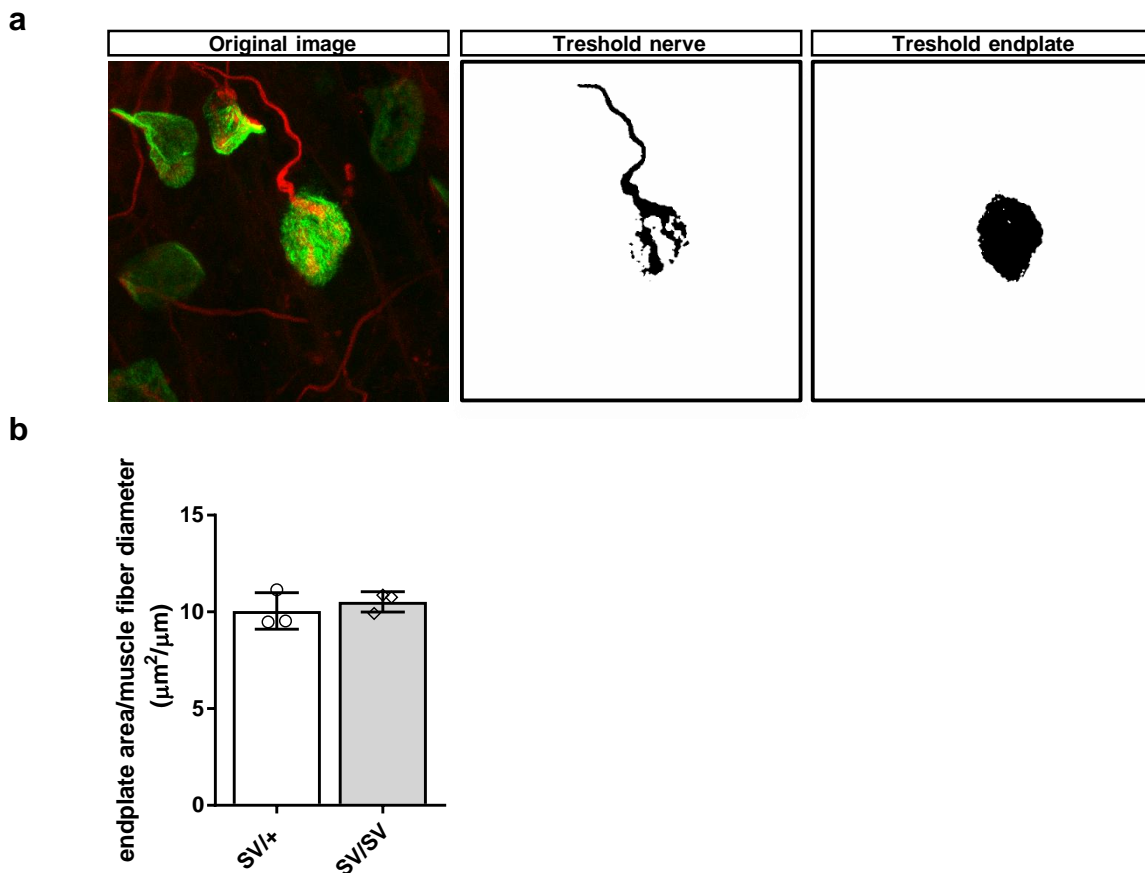 a
Original image
Treshold nerve
Treshold endplate
b
endplate area/muscle fiber diameter
(μm²/μm)
15
10
5
0
SV/+
SV/SV